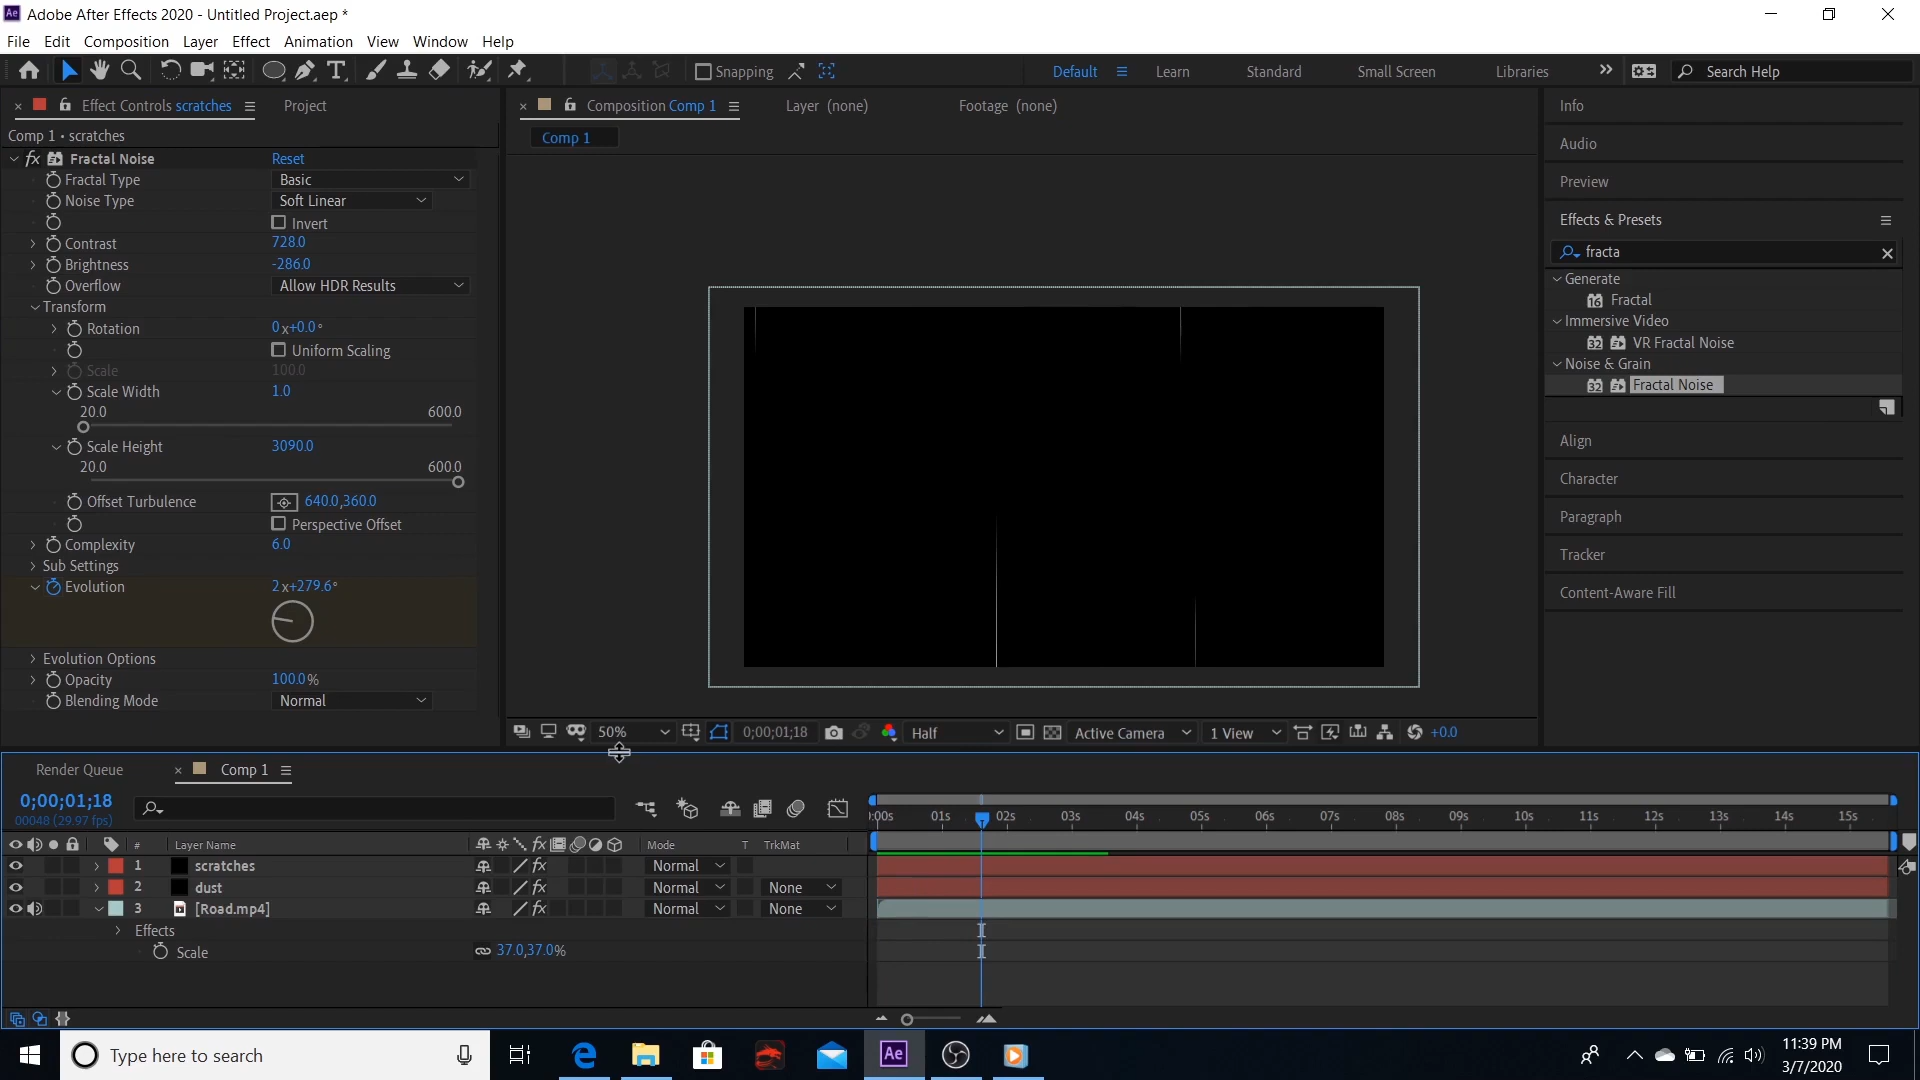 Adobe After Effects 2020 - Untitled Project.aep *
File Edit Composition Layer Effect Animation View Window Help
Snapping Default Learn Standard Small Screen Libraries Search Help
Effect Controls scratches Project
Comp 1 • scratches
fx Fractal Noise Reset
Fractal Type Basic
Noise Type Soft Linear
Invert
Contrast 728.0
Brightness -286.0
Overflow Allow HDR Results
Transform
Rotation 0x+0.0°
Uniform Scaling
Scale 100.0
Scale Width 1.0
20.0 600.0
Scale Height 3090.0
20.0 600.0
Offset Turbulence 640.0,360.0
Perspective Offset
Complexity 6.0
Sub Settings
Evolution 2x+279.6°
Evolution Options
Opacity 100.0%
Blending Mode Normal
Composition Comp 1 Layer (none) Footage (none)
Comp 1
50% 0;00;01;18 Half Active Camera 1 View +0.0
Info
Audio
Preview
Effects & Presets
fracta
Generate
16 Fractal
Immersive Video
32 VR Fractal Noise
Noise & Grain
32 Fractal Noise
Align
Character
Paragraph
Tracker
Content-Aware Fill
Render Queue Comp 1
0;00;01;18
00048 (29.97 fps)
:00s 01s 02s 03s 04s 05s 06s 07s 08s 09s 10s 11s 12s 13s 14s 15s
# Layer Name fx Mode T TrkMat
1 scratches fx Normal
2 dust fx Normal None
3 [Road.mp4] fx Normal None
Effects
Scale 37.0,37.0%
Type here to search Ae 11:39 PM
3/7/2020